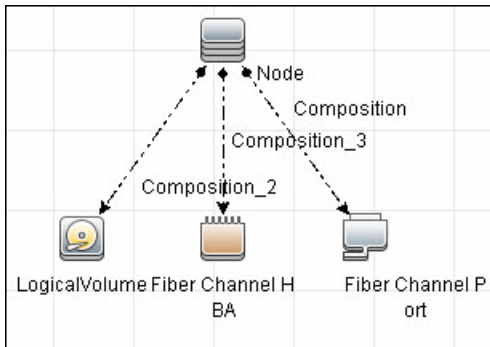 Node
Composition
Composition_3
Composition_2
LogicalVolume
Fiber Channel H
BA
Fiber Channel P
ort